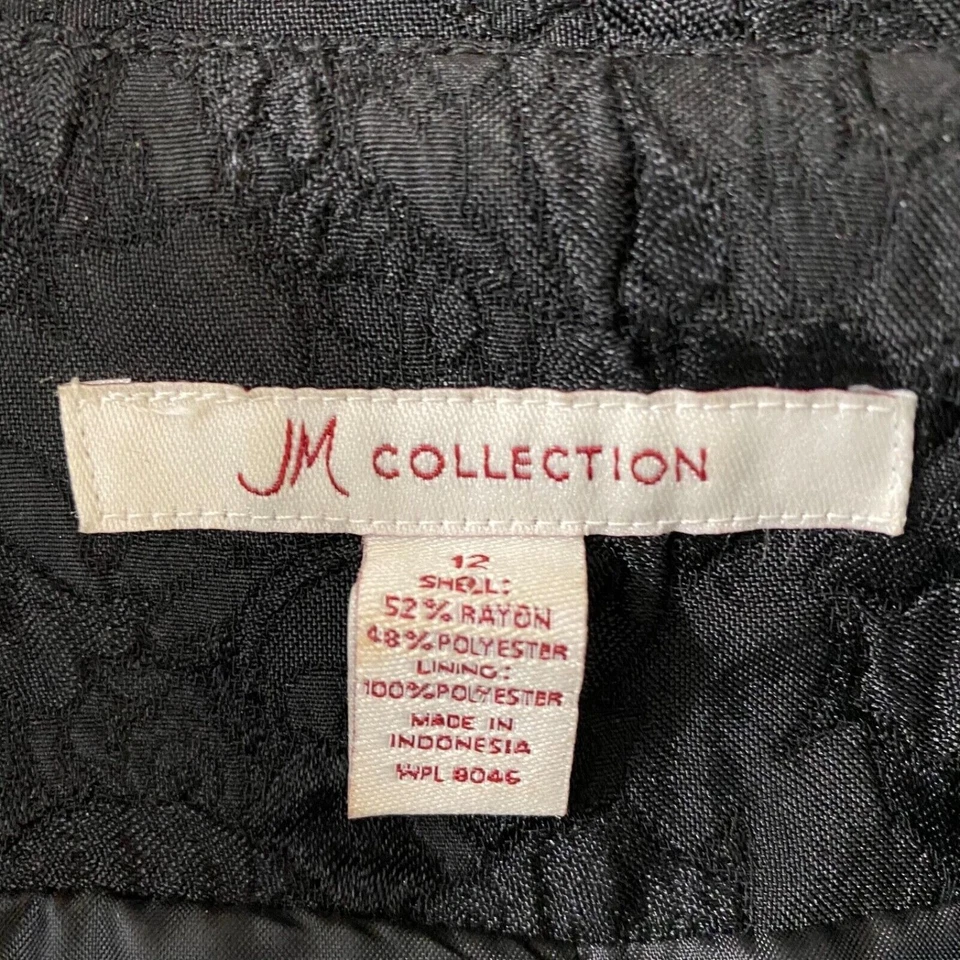 JM COLLECTION
12
SHELL:
52% RAYON
48% POLYESTER
LINING:
100% POLYESTER
MADE IN
INDONESIA
WPL 8046